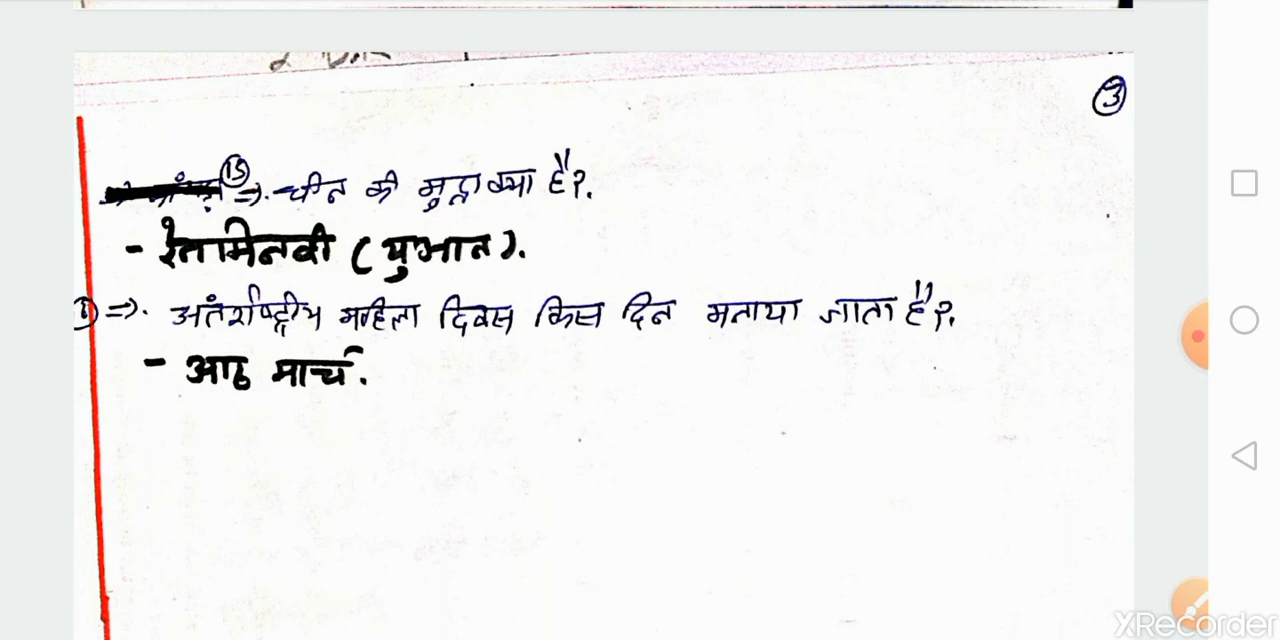 ③
⑮ ⇒. चीन की मुद्रा क्या है?.
- रेनमिनबी (युआन).
⇒. अंतर्राष्ट्रीय महिला दिवस किस दिन मनाया जाता है?.
- आठ मार्च.
XRecorder